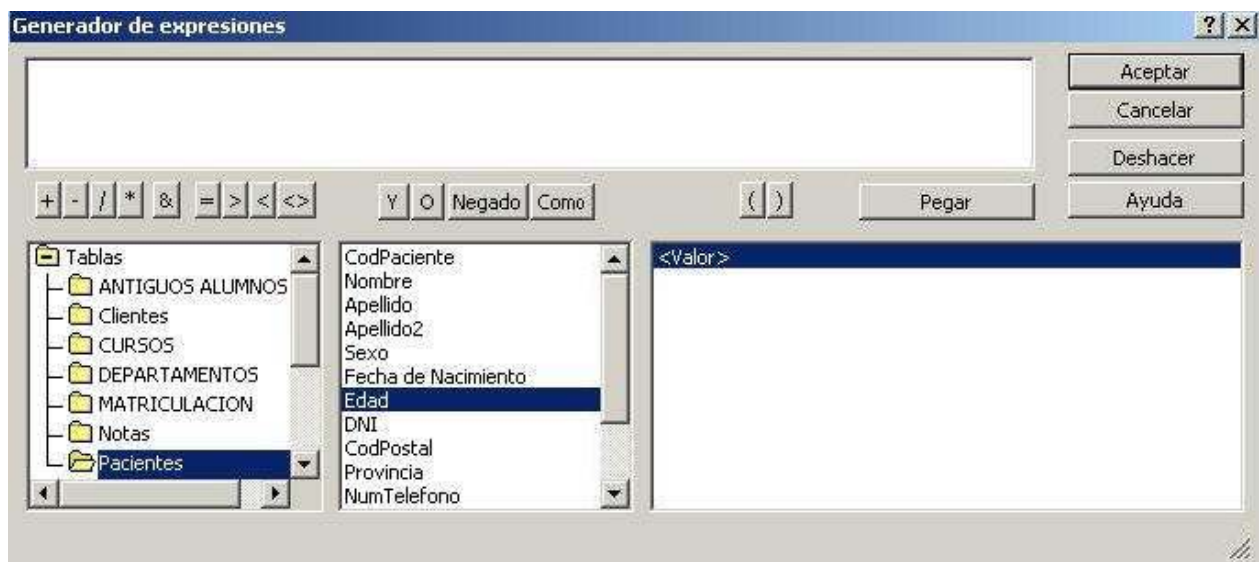 Generador de expresiones
? X
Aceptar
Cancelar
Deshacer
+ - / * & = > < <> Y O Negado Como ( ) Pegar Ayuda
Tablas
ANTIGUOS ALUMNOS
Clientes
CURSOS
DEPARTAMENTOS
MATRICULACION
Notas
Pacientes
CodPaciente
Nombre
Apellido
Apellido2
Sexo
Fecha de Nacimiento
Edad
DNI
CodPostal
Provincia
NumTelefono
<Valor>